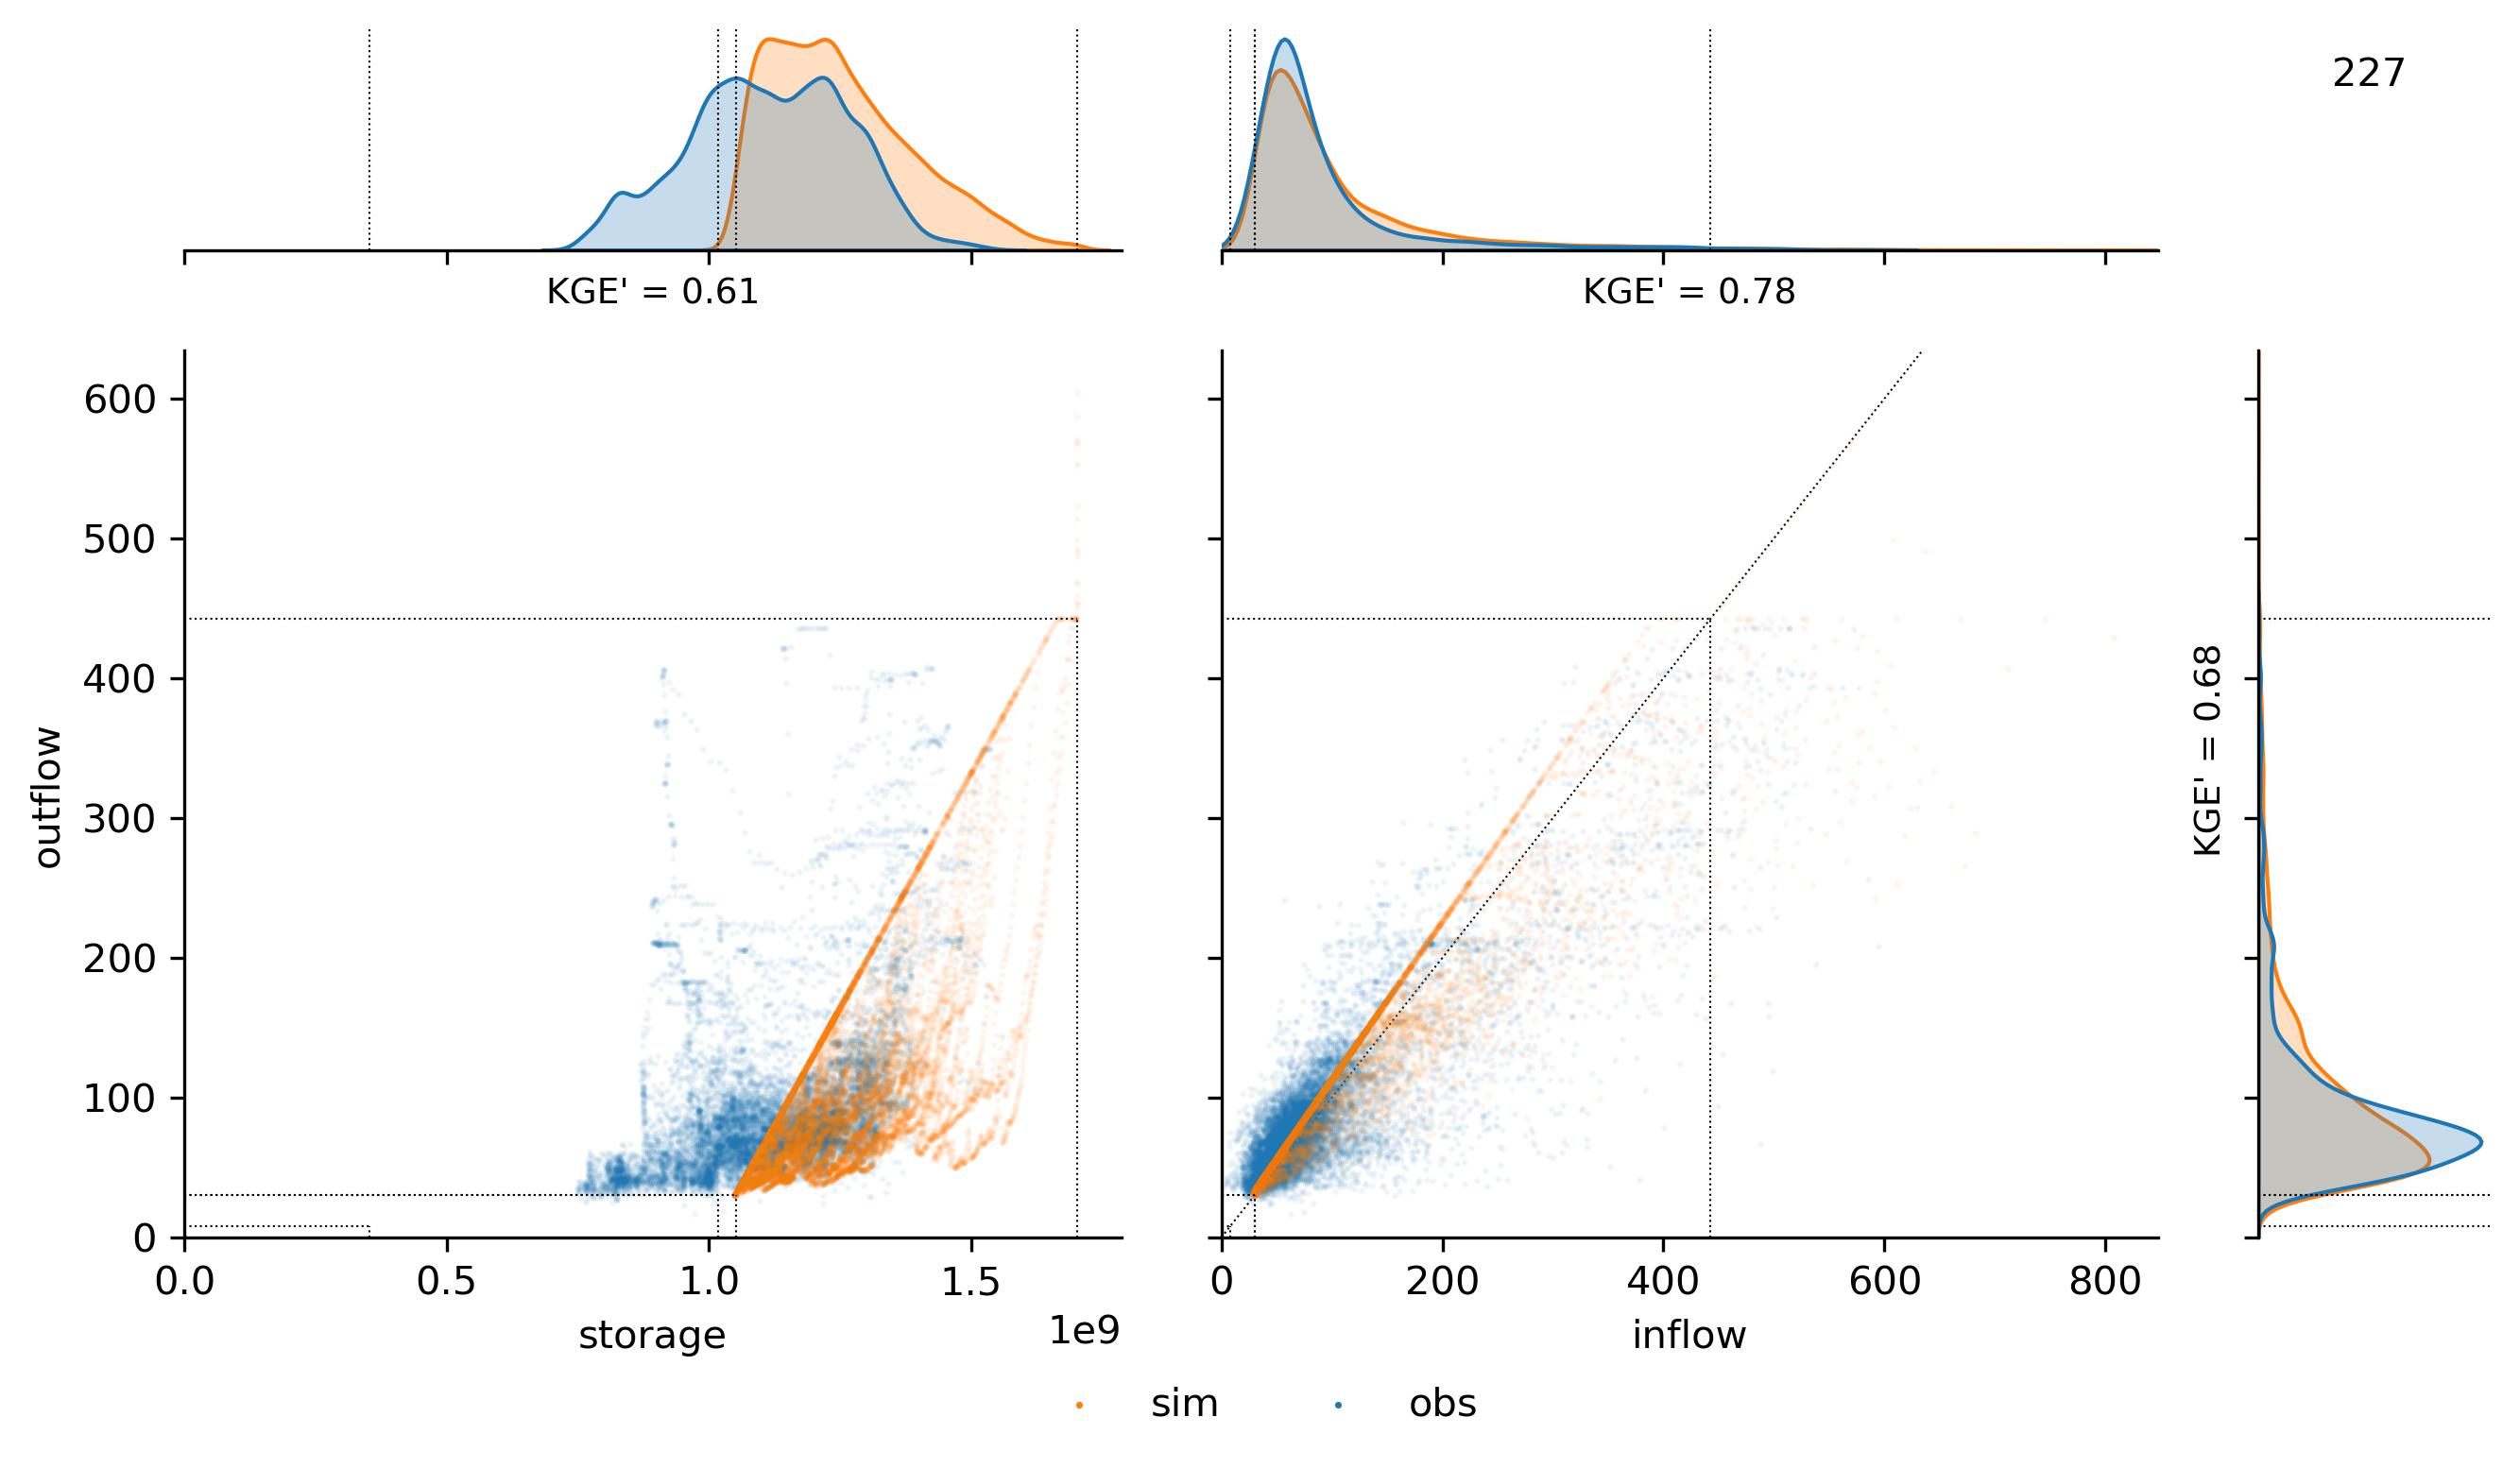 227
KGE' = 0.61
KGE' = 0.78
600
500
400
300
200
100
0
outflow
KGE' = 0.68
0.0 0.5 1.0 1.5
0 200 400 600 800
storage
1e9
inflow
sim obs